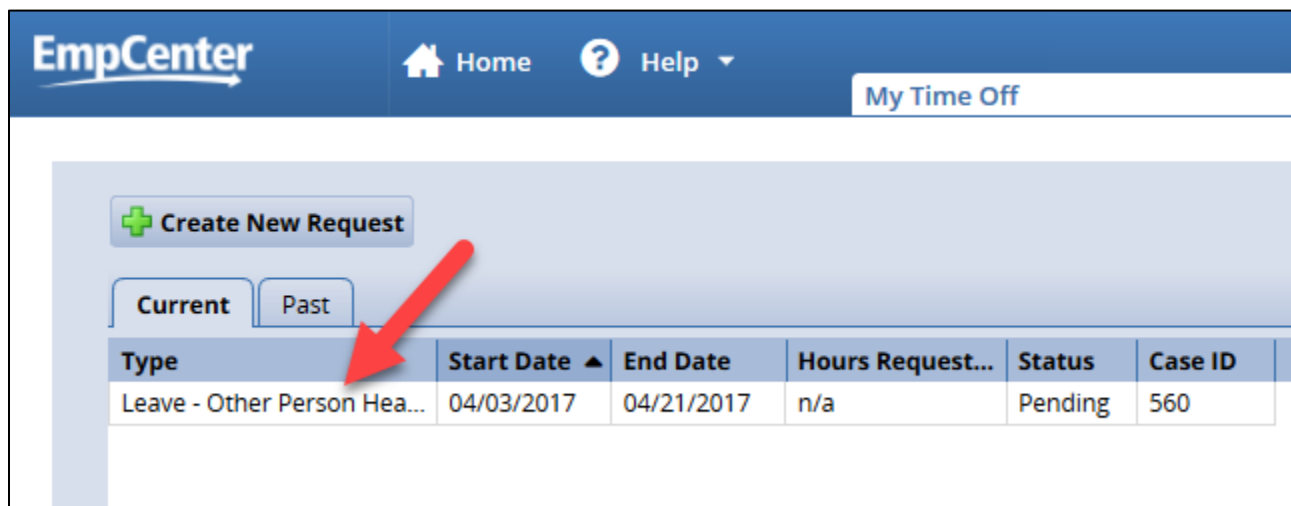 EmpCenter
Home
? Help
My Time Off
Create New Request
Current Past
Type Start Date End Date Hours Request... Status Case ID
Leave - Other Person Hea... 04/03/2017 04/21/2017 n/a Pending 560